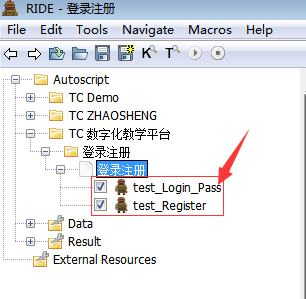 RIDE - 登录注册
File Edit Tools Navigate Macros Help
Autoscript
TC Demo
TC ZHAOSHENG
TC 数字化教学平台
登录注册
登录注册
test_Login_Pass
test_Register
Data
Result
External Resources